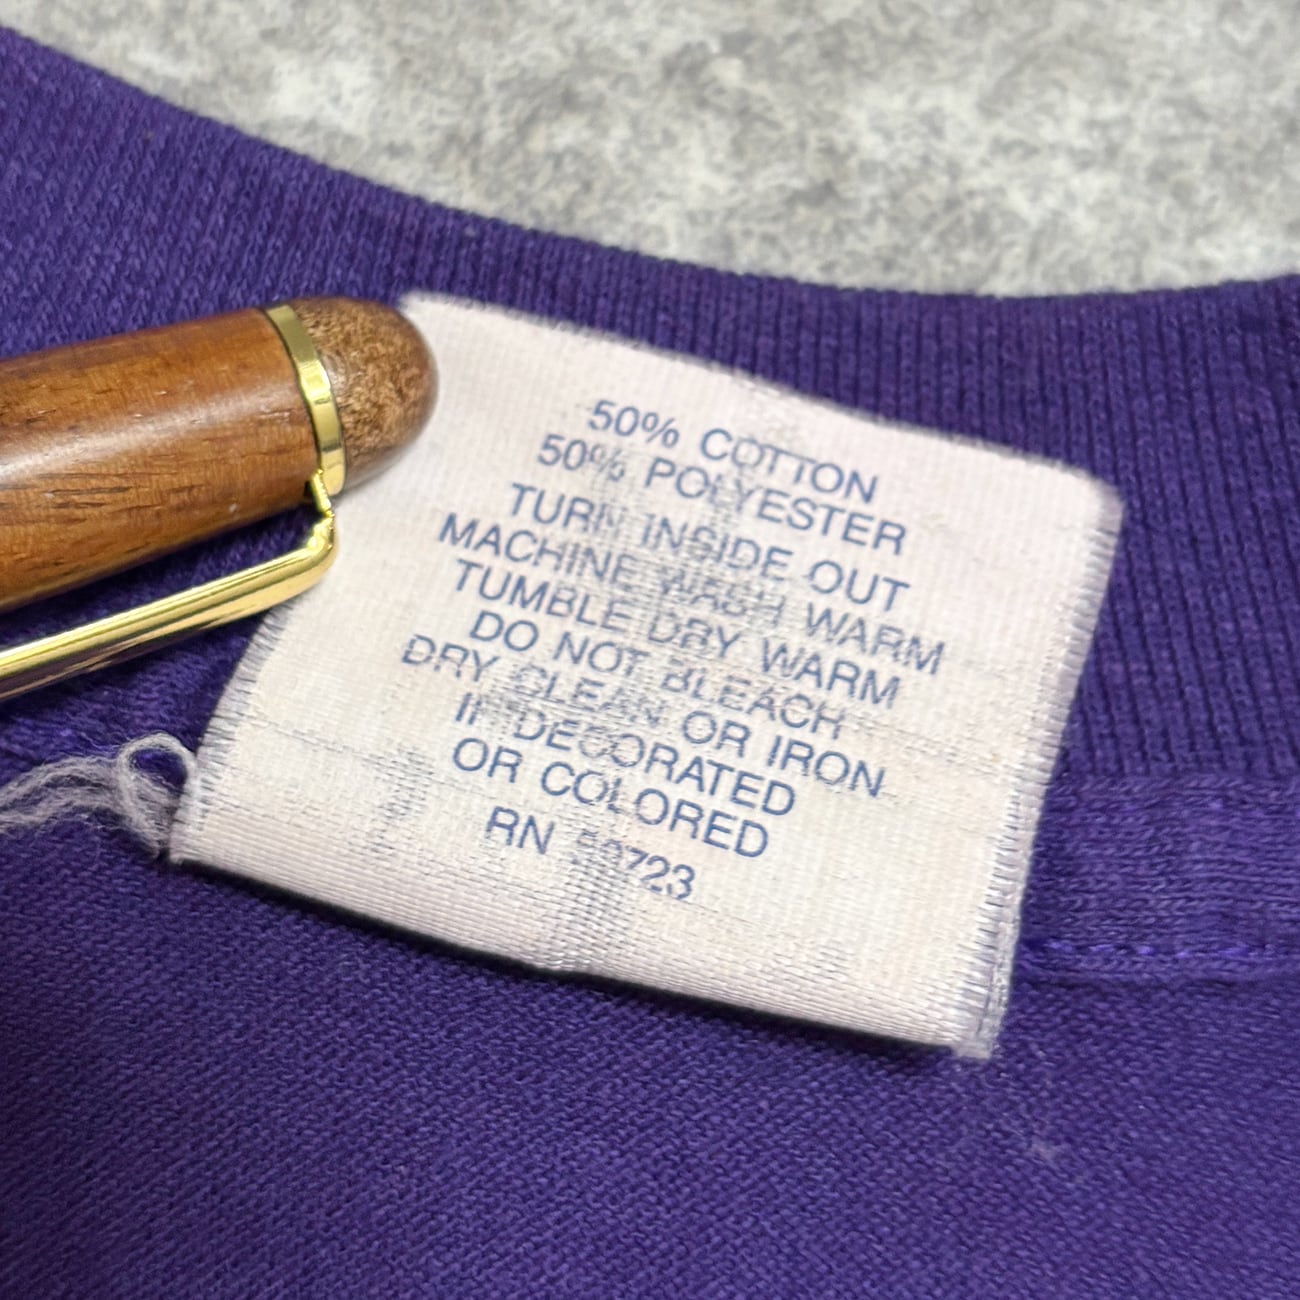 50% COTTON
50% POLYESTER
TURN INSIDE OUT
MACHINE WASH WARM
TUMBLE DRY WARM
DO NOT BLEACH
DRY CLEAN OR IRON
IF DECORATED
OR COLORED
RN